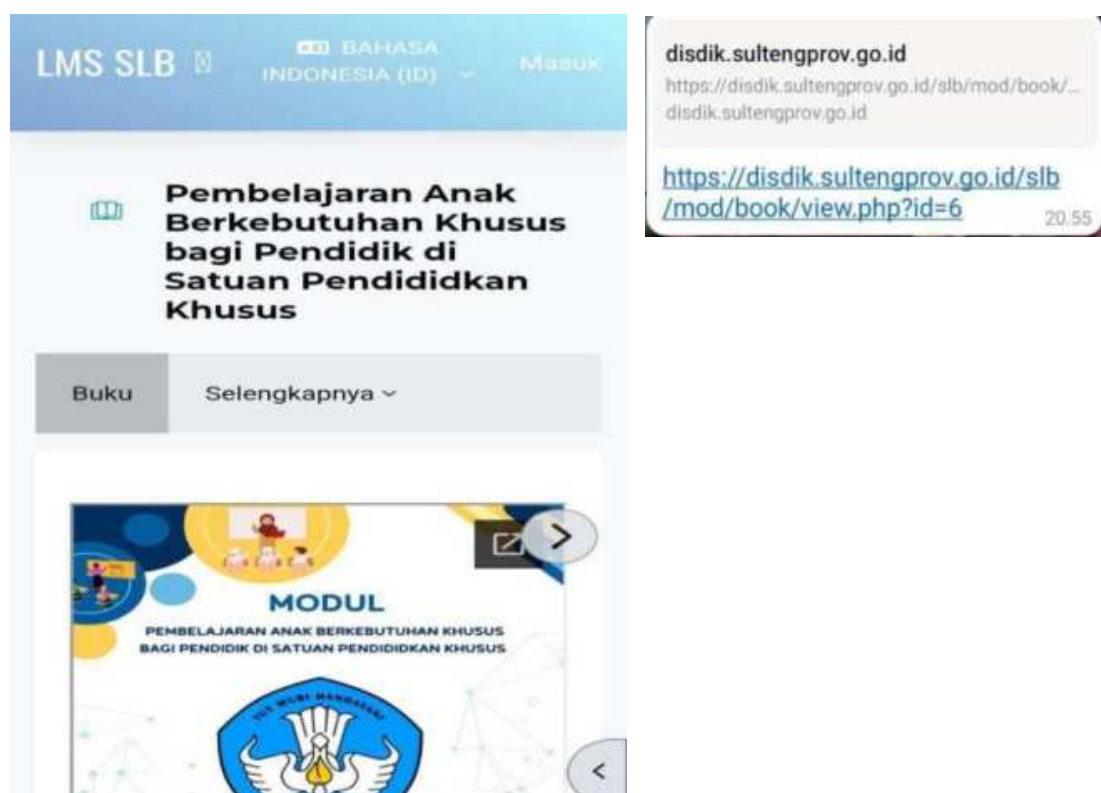 LMS SLB
BAHASA
INDONESIA (ID)
Masuk
Pembelajaran Anak
Berkebutuhan Khusus
bagi Pendidik di
Satuan Pendididkan
Khusus
Buku
Selengkapnya
MODUL
PEMBELAJARAN ANAK BERKEBUTUHAN KHUSUS
BAGI PENDIDIK DI SATUAN PENDIDIDKAN KHUSUS
TUT WURI HANDAYANI
disdik.sultengprov.go.id
https://disdik.sultengprov.go.id/slb/mod/book/...
disdik.sultengprov.go.id
https://disdik.sultengprov.go.id/slb
/mod/book/view.php?id=6
20.55